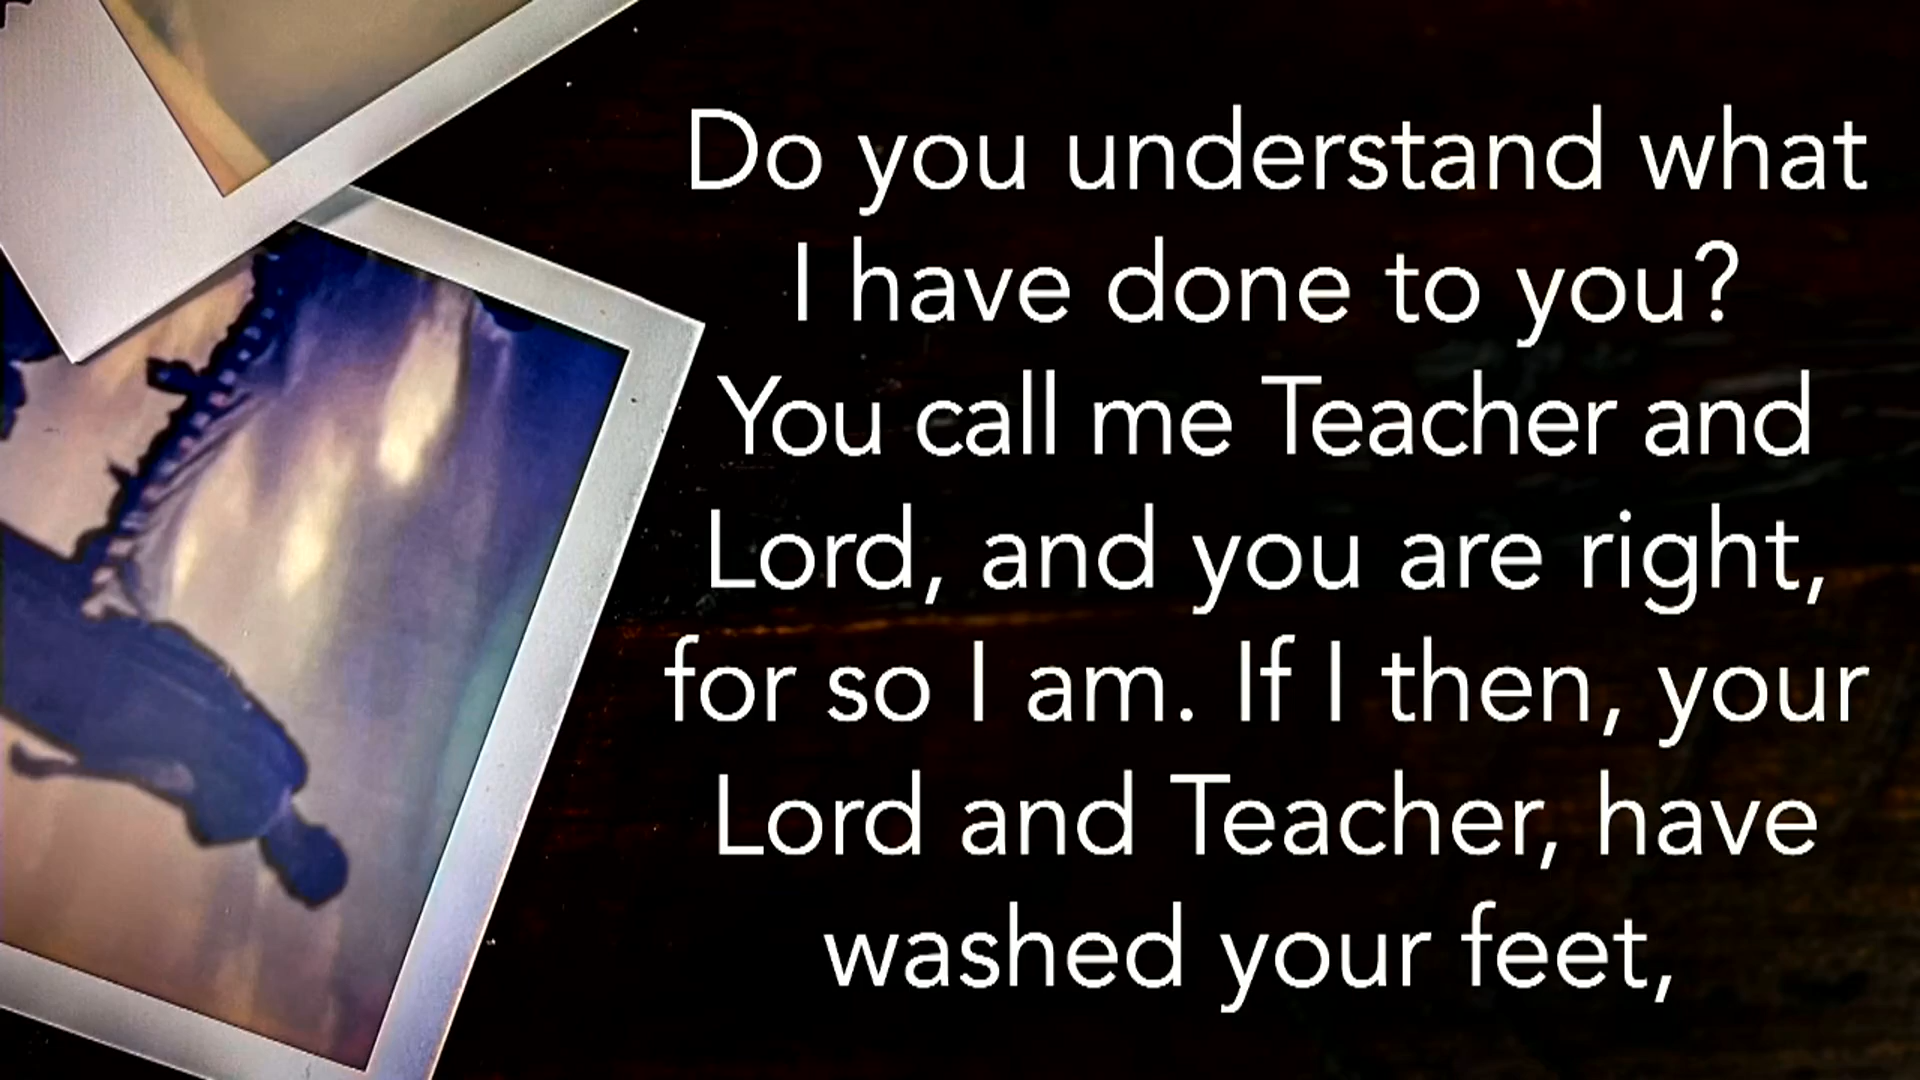 Do you understand what
I have done to you?
You call me Teacher and
Lord, and you are right,
for so I am. If I then, your
Lord and Teacher, have
washed your feet,